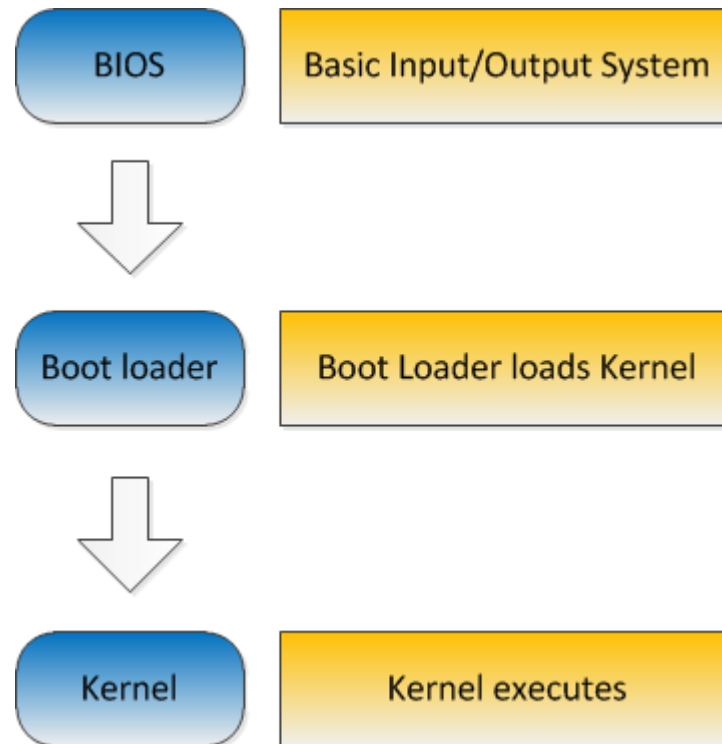 BIOS
Basic Input/Output System
Boot loader
Boot Loader loads Kernel
Kernel
Kernel executes